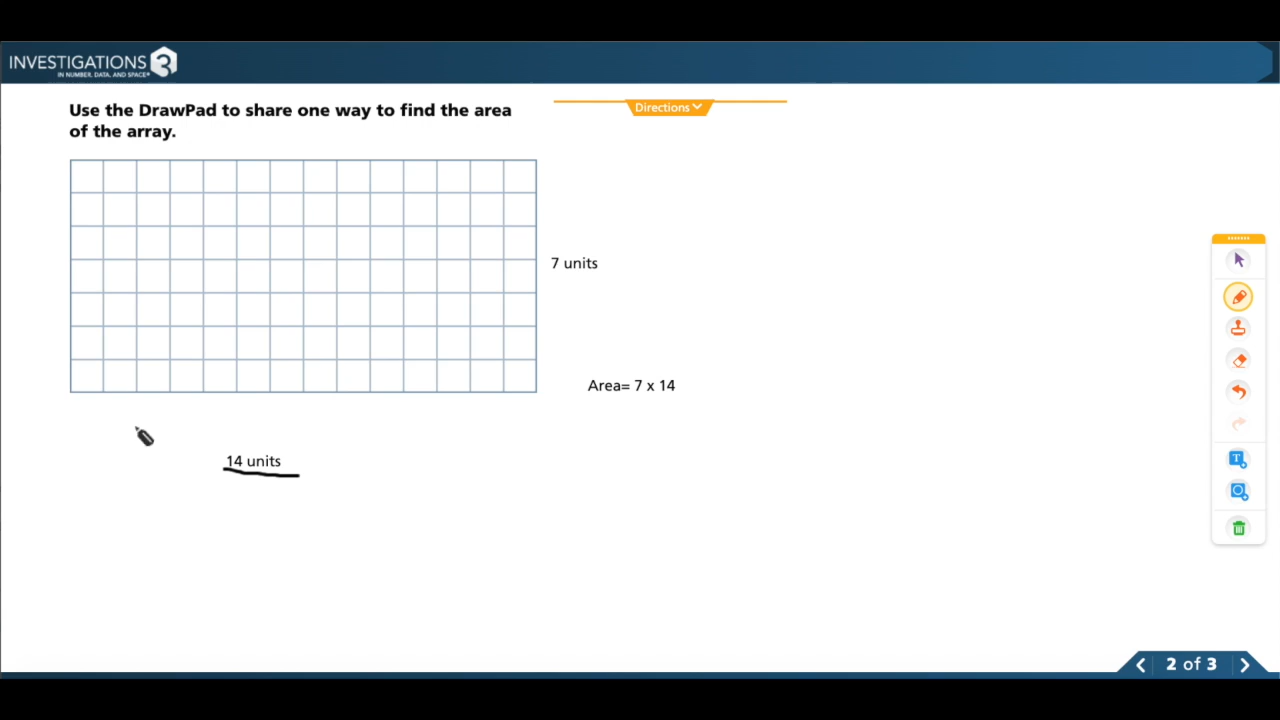 INVESTIGATIONS 3
IN NUMBER, DATA, AND SPACE®
Use the DrawPad to share one way to find the area
of the array.
Directions
7 units
Area= 7 x 14
14 units
T
2 of 3